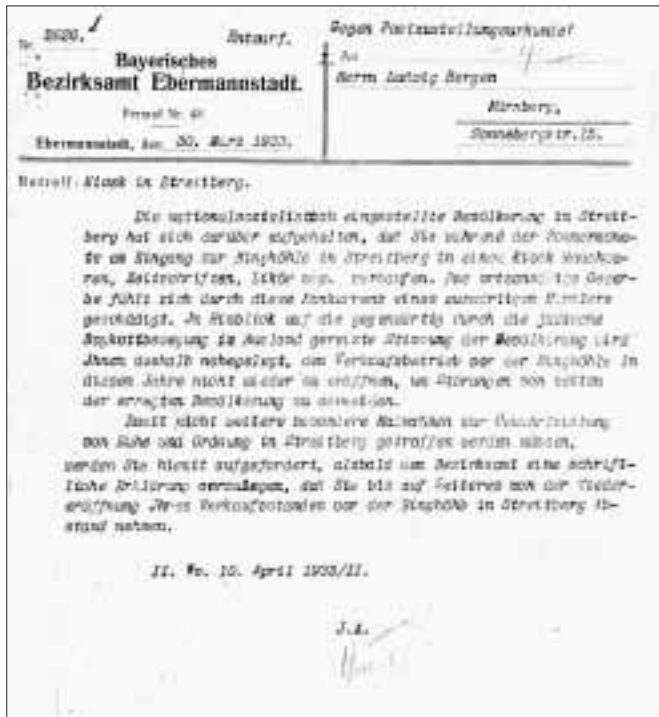 Nr. 2620.
Entwurf.
Bayerisches
Bezirksamt Ebermannstadt.
Fernruf Nr.
Ebermannstadt, den 30. März 1933.
Gegen Postzustellungsurkunde!
An
Herrn Ludwig Bergen
Nürnberg,
Sonnebergstr. 15.
Betreff: Kiosk in Streitberg.
Die nationalsozialistisch eingestellte Bevölkerung in Streit-
berg hat sich darüber aufgehalten, daß Sie während der Sommermona-
te am Eingang zur Binghöhle in Streitberg in einem Kiosk
ren, Zeitschriften, Likör usw. verkaufen. Das ortsansässige Gewer-
be fühlt sich durch diese Konkurrenz eines auswärtigen Händlers
geschädigt. Im Hinblick auf die gegenwärtig durch die jüdische
Boykottbewegung im Ausland gereizte Stimmung der Bevölkerung wird
Ihnen deshalb nahegelegt, den Verkaufsbetrieb vor der Binghöhle in
diesem Jahre nicht wieder zu eröffnen, um Störungen von seiten
der erregten Bevölkerung zu vermeiden.
Damit nicht weitere besondere Maßnahmen zur Aufrechterhaltung
von Ruhe und Ordnung in Streitberg getroffen werden müssen,
werden Sie hiemit aufgefordert, alsbald dem Bezirksamt eine schrift-
liche Erklärung vorzulegen, daß Sie bis auf Weiteres von der Wieder-
eröffnung Ihres Verkaufsstandes vor der Binghöhle in Streitberg Ab-
stand nehmen.
II. Wv. 10. April 1933/II.
J.A.